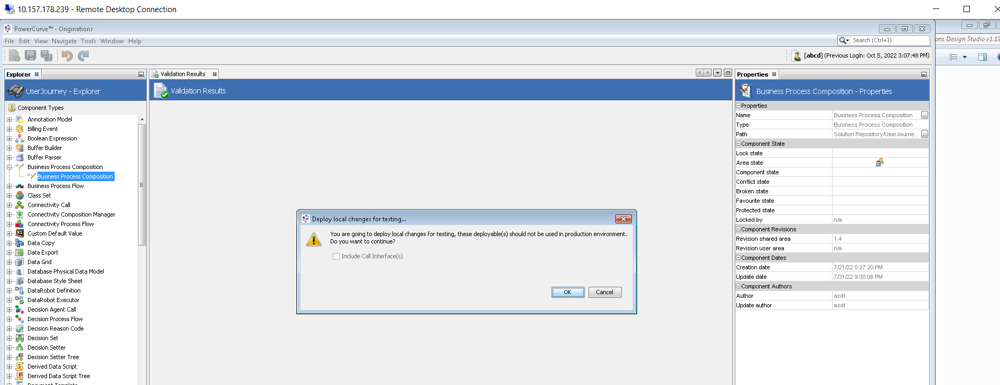 10.157.178.239 - Remote Desktop Connection
PowerCurve™ - Originations
File Edit View Navigate Tools Window Help
Search (Ctrl+I)
ons Design Studio v1.13
[abcd] (Previous Login: Oct 5, 2022 3:07:48 PM)
Explorer
UserJourney - Explorer
Component Types
Annotation Model
Billing Event
Boolean Expression
Buffer Builder
Buffer Parser
Business Process Composition
Business Process Composition
Business Process Flow
Class Set
Connectivity Call
Connectivity Composition Manager
Connectivity Process Flow
Custom Default Value
Data Copy
Data Export
Data Grid
Database Physical Data Model
Database Style Sheet
DataRobot Definition
DataRobot Executor
Decision Agent Call
Decision Process Flow
Decision Reason Code
Decision Set
Decision Setter
Decision Setter Tree
Derived Data Script
Derived Data Script Tree
Document Template
Validation Results
Validation Results
Deploy local changes for testing...
You are going to deploy local changes for testing, these deployable(s) should not be used in production environment.
Do you want to continue?
Include Call Interface(s)
OK Cancel
Properties
Business Process Composition - Properties
Properties
Name Business Process Composition ...
Type Business Process Composition
Path Solution Repository/UserJourne... ...
Component State
Lock state
Area state
Component state
Conflict state
Broken state
Favourite state
Protected state
Locked by n/a
Component Revisions
Revision shared area 1.4
Revision user area n/a
Component Dates
Creation date 7/21/22 5:27:20 PM
Update date 7/31/22 9:00:06 PM
Component Authors
Author asdf
Update author asdf